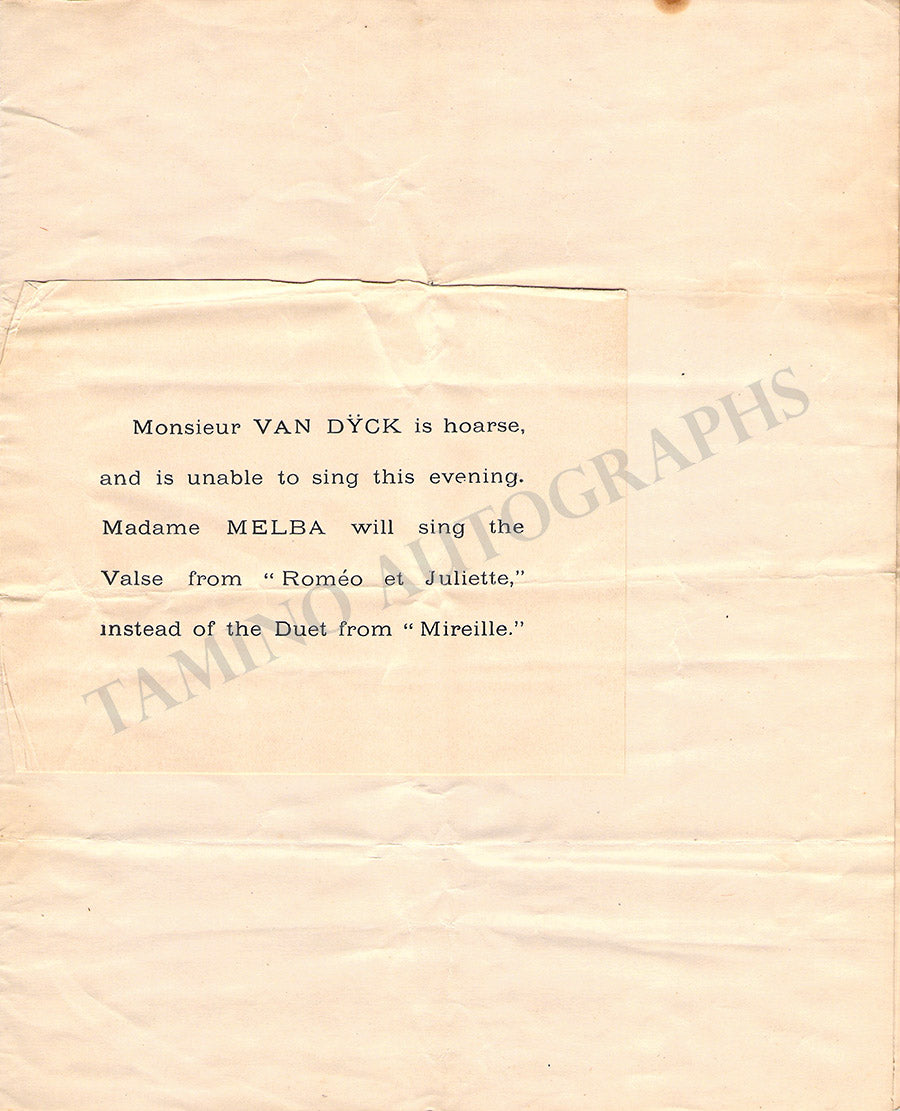 Monsieur VAN DŸCK is hoarse,
and is unable to sing this evening.
Madame MELBA will sing the
Valse from “Roméo et Juliette,”
instead of the Duet from “Mireille.”
TAMINO AUTOGRAPHS